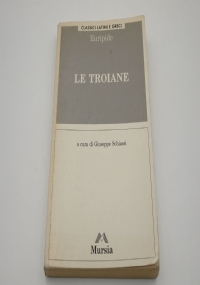 CLASSICI LATINI E GRECI
Euripide
LE TROIANE
a cura di Giuseppe Schiassi
Mursia